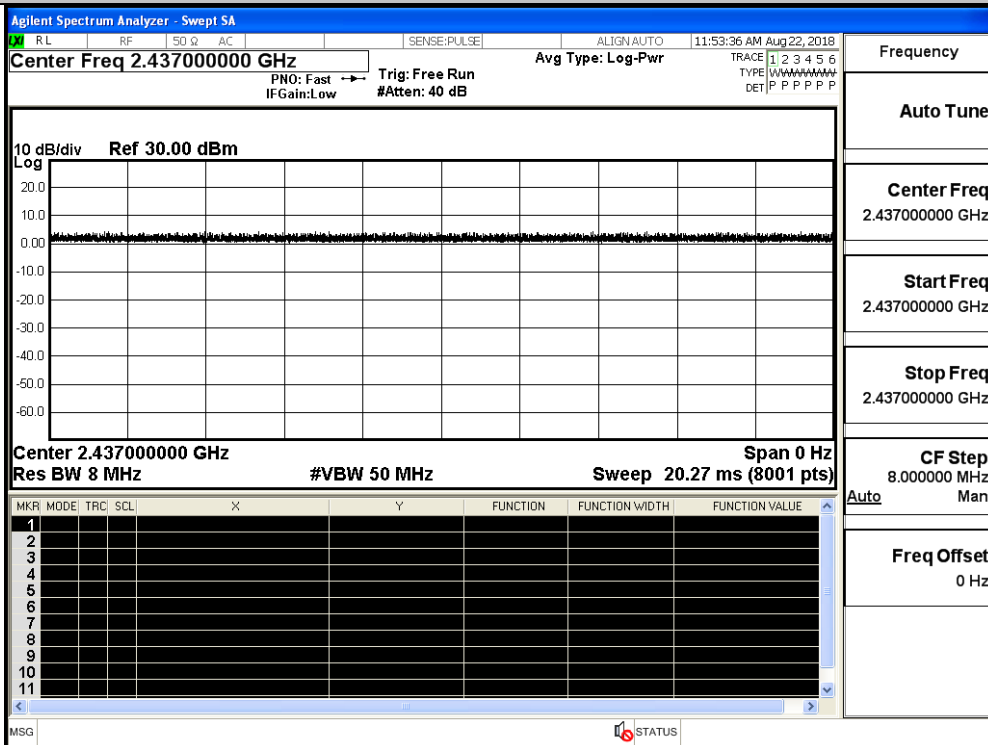 Agilent Spectrum Analyzer - Swept SA
LXI RL RF 50 Ω AC SENSE:PULSE ALIGN AUTO 11:53:36 AM Aug 22, 2018
Center Freq 2.437000000 GHz
PNO: Fast
IFGain:Low
Trig: Free Run
#Atten: 40 dB
Avg Type: Log-Pwr
TRACE 1 2 3 4 5 6
TYPE WWWWWW
DET P P P P P P
10 dB/div Ref 30.00 dBm
Log
20.0
10.0
0.00
-10.0
-20.0
-30.0
-40.0
-50.0
-60.0
Center 2.437000000 GHz Span 0 Hz
Res BW 8 MHz #VBW 50 MHz Sweep 20.27 ms (8001 pts)
MKR MODE TRC SCL X Y FUNCTION FUNCTION WIDTH FUNCTION VALUE
1
2
3
4
5
6
7
8
9
10
11
MSG STATUS
Frequency
Auto Tune
Center Freq
2.437000000 GHz
Start Freq
2.437000000 GHz
Stop Freq
2.437000000 GHz
CF Step
8.000000 MHz
Auto Man
Freq Offset
0 Hz